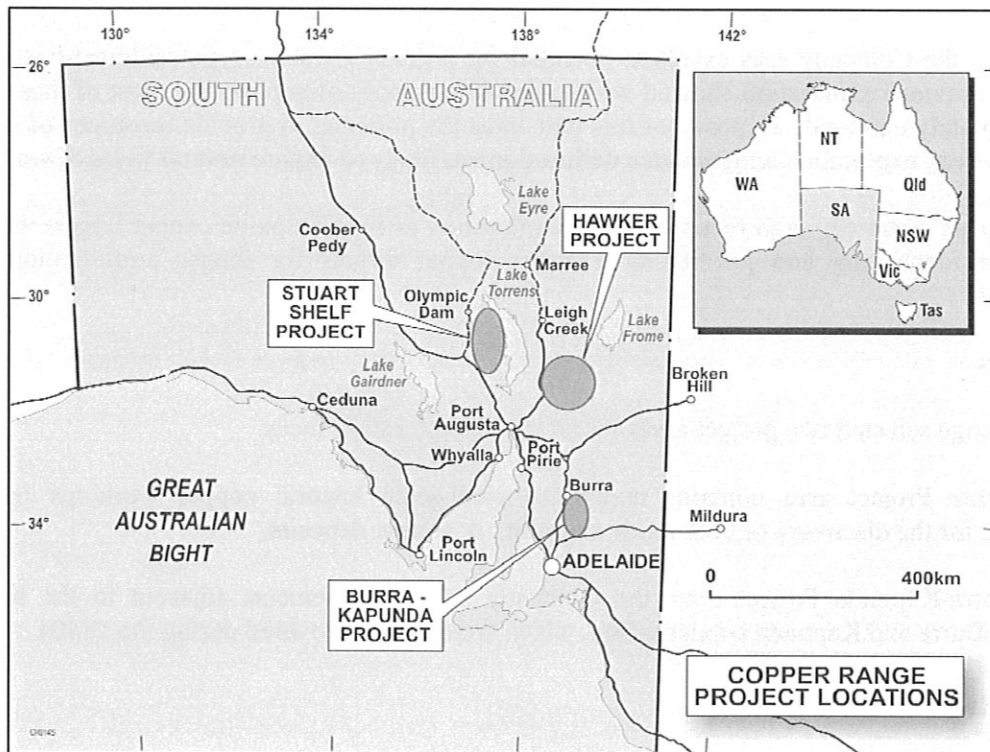 130°
134°
138°
142°
26°
30°
34°
SOUTH AUSTRALIA
Lake
Eyre
Coober
Pedy
HAWKER
PROJECT
Marree
Lake
Torrens
STUART
SHELF
PROJECT
Olympic
Dam
Leigh
Creek
Lake
Frome
Lake
Gairdner
Broken
Hill
Ceduna
Port
Augusta
Whyalla
Port
Pirie
Burra
GREAT
AUSTRALIAN
BIGHT
Port
Lincoln
Mildura
ADELAIDE
BURRA -
KAPUNDA
PROJECT
0 400km
COPPER RANGE
PROJECT LOCATIONS
NT
WA
Qld
SA
NSW
Vic
Tas